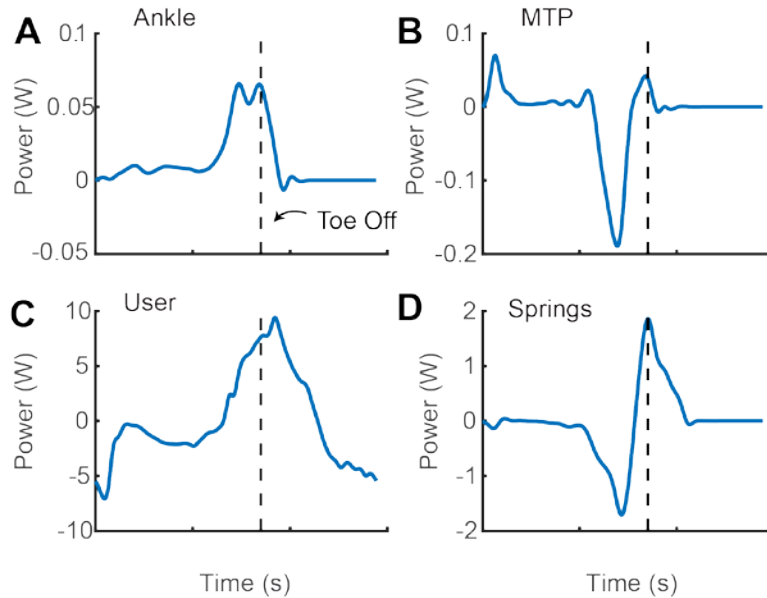 A
Ankle
Power (W)
0.1
0.05
0
-0.05
Toe Off
B
MTP
Power (W)
0.1
0
-0.1
-0.2
C
User
Power (W)
10
5
0
-5
-10
Time (s)
D
Springs
Power (W)
2
1
0
-1
-2
Time (s)